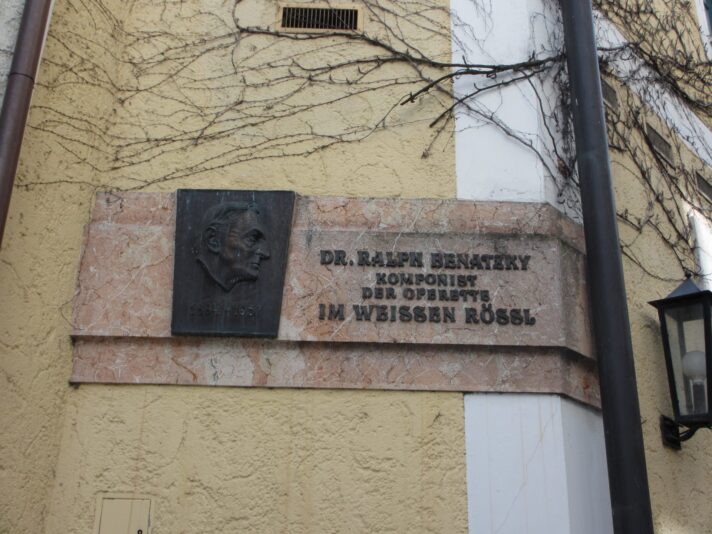 DR. RALPH BENATZKY
KOMPONIST
DER OPERETTE
IM WEISSEN RÖSSL